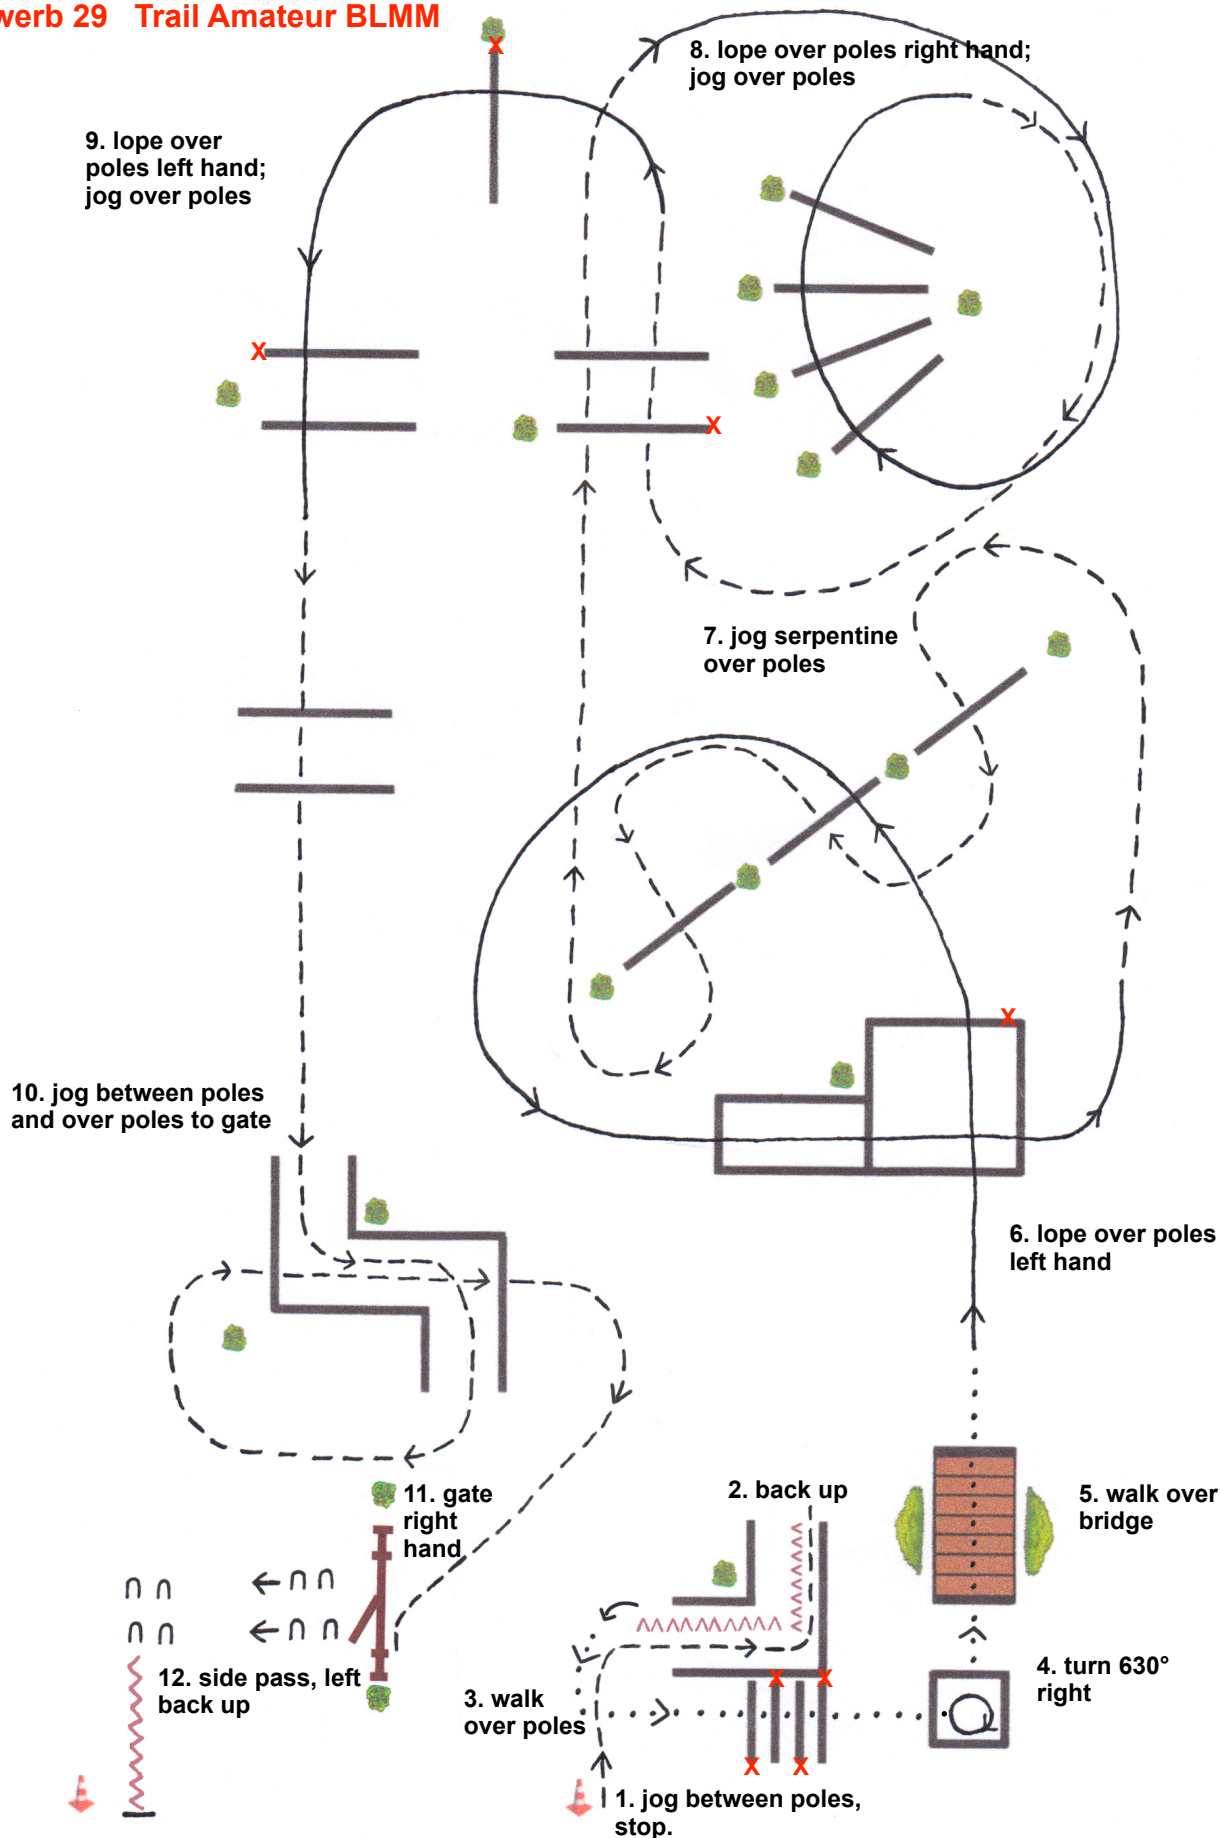 werb 29 Trail Amateur BLMM
8. lope over poles right hand;
jog over poles
9. lope over
poles left hand;
jog over poles
7. jog serpentine
over poles
10. jog between poles
and over poles to gate
6. lope over poles
left hand
11. gate
right
hand
2. back up
5. walk over
bridge
12. side pass, left
back up
3. walk
over poles
4. turn 630°
right
1. jog between poles,
stop.